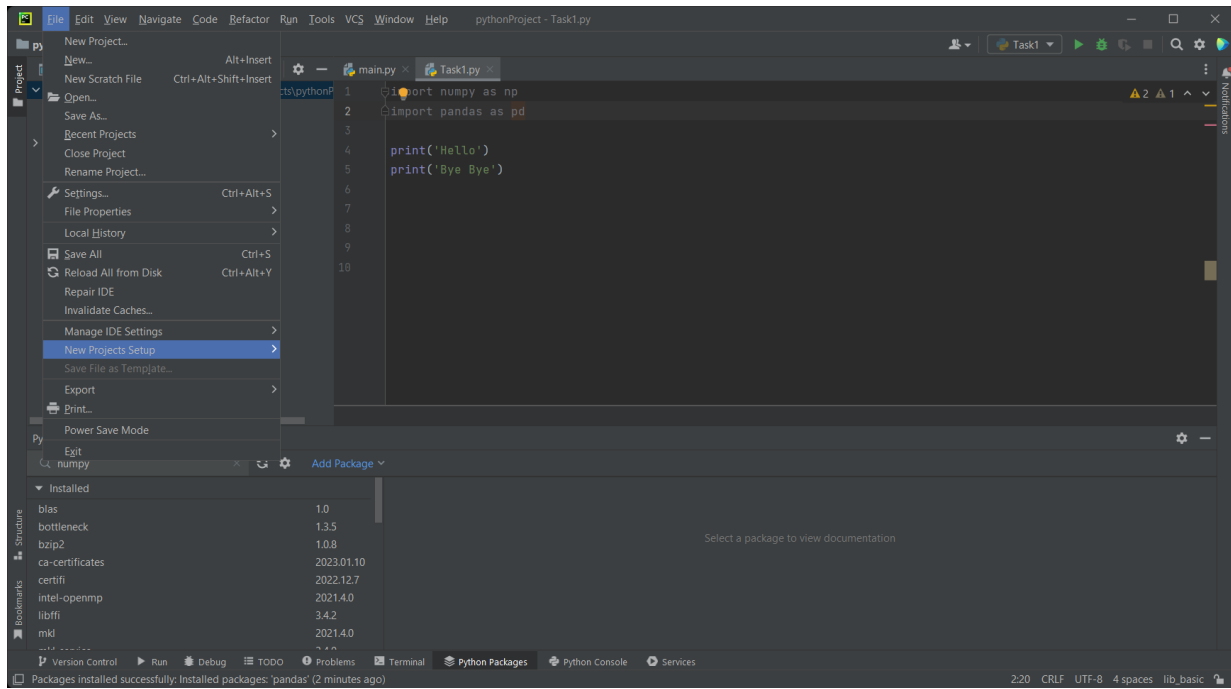 File Edit View Navigate Code Refactor Run Tools VCS Window Help pythonProject - Task1.py
Task1
New Project...
New... Alt+Insert
New Scratch File Ctrl+Alt+Shift+Insert
Open...
Save As...
Recent Projects
Close Project
Rename Project...
Settings... Ctrl+Alt+S
File Properties
Local History
Save All Ctrl+S
Reload All from Disk Ctrl+Alt+Y
Repair IDE
Invalidate Caches...
Manage IDE Settings
New Projects Setup
Save File as Template...
Export
Print...
Power Save Mode
Exit
Project
main.py Task1.py
1 import numpy as np
2 import pandas as pd
3
4 print('Hello')
5 print('Bye Bye')
6
7
8
9
10
2 1
Notifications
numpy Add Package
Installed
blas 1.0
bottleneck 1.3.5
bzip2 1.0.8
ca-certificates 2023.01.10
certifi 2022.12.7
intel-openmp 2021.4.0
libffi 3.4.2
mkl 2021.4.0
Select a package to view documentation
Structure
Bookmarks
Version Control Run Debug TODO Problems Terminal Python Packages Python Console Services
Packages installed successfully: Installed packages: 'pandas' (2 minutes ago) 2:20 CRLF UTF-8 4 spaces lib_basic